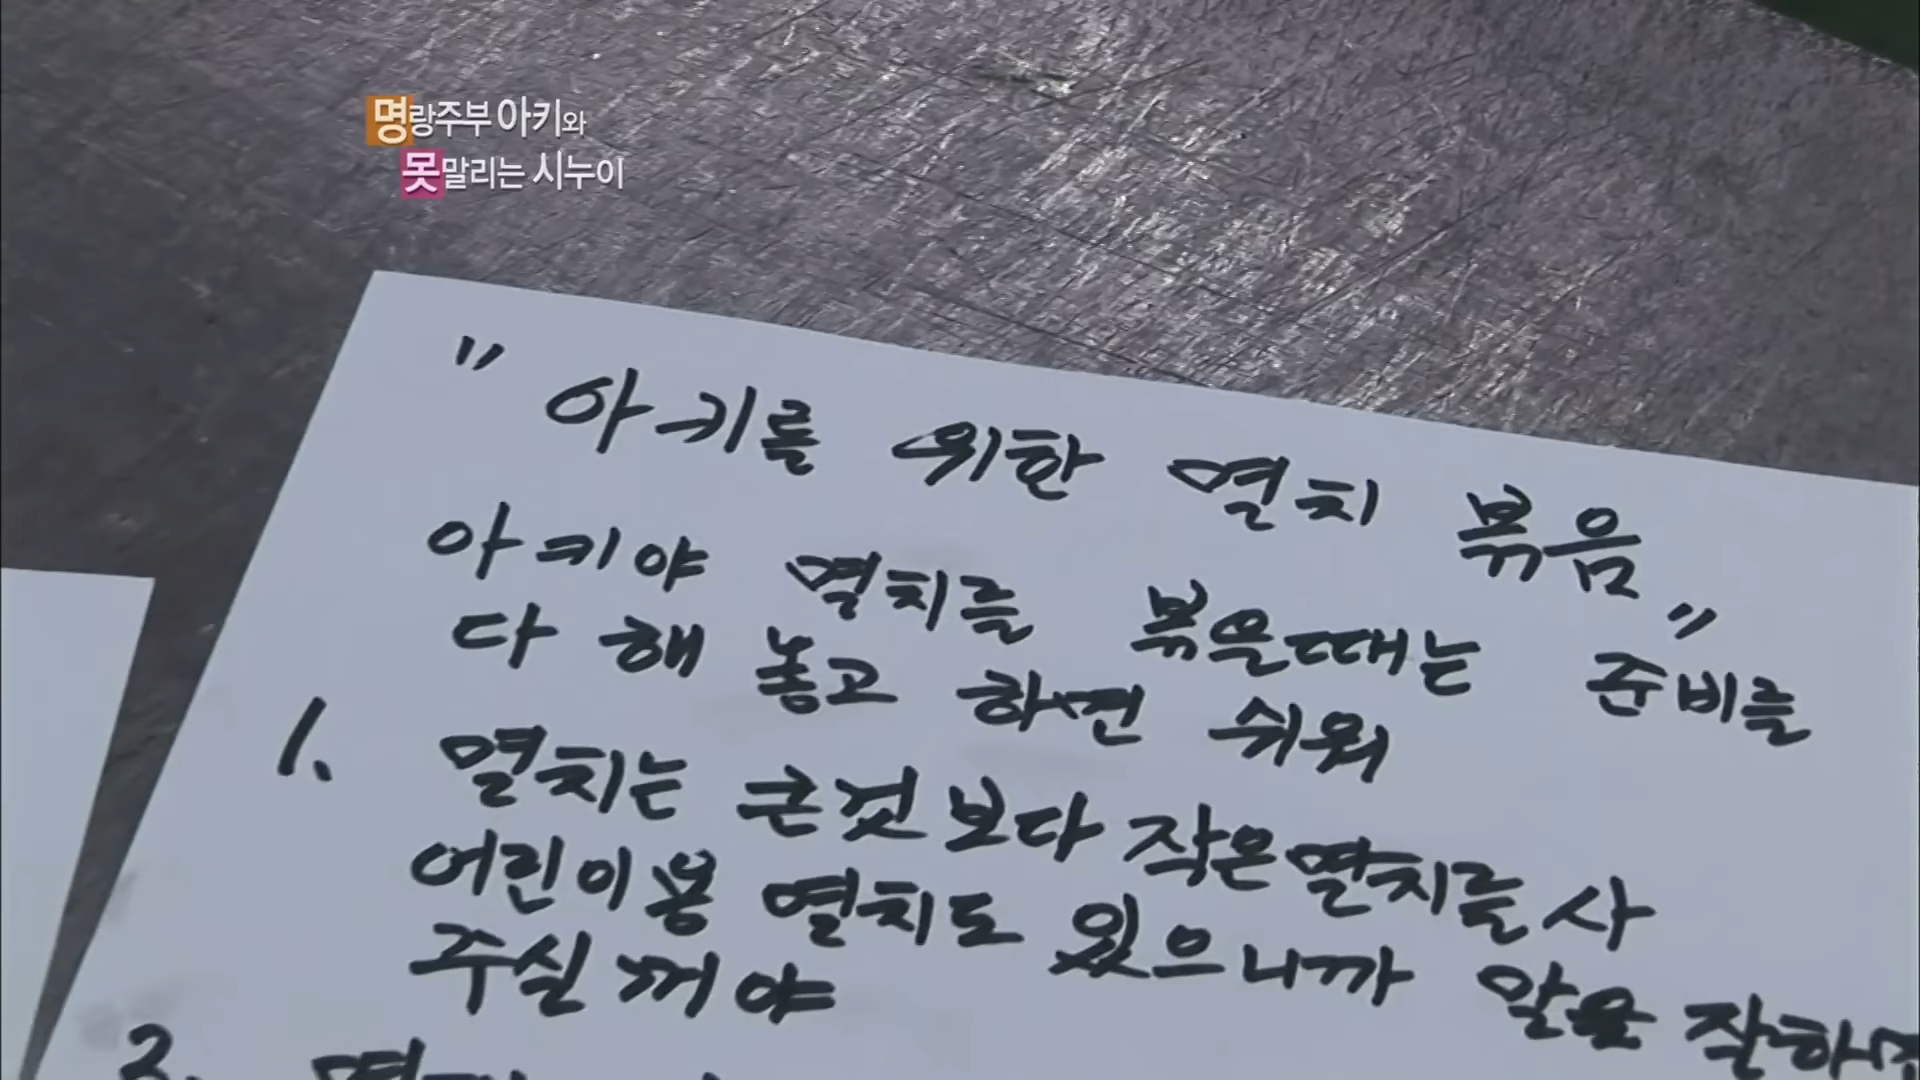 명랑주부 아키와
못말리는 시누이
" 아키를 위한 멸치 볶음 "
아키야 멸치를 볶을때는 준비를
다 해 놓고 하면 쉬워
1. 멸치는 큰것보다 작은멸치를 사
어린이용 멸치도 있으니까 말을 잘하면
주실꺼야
2.